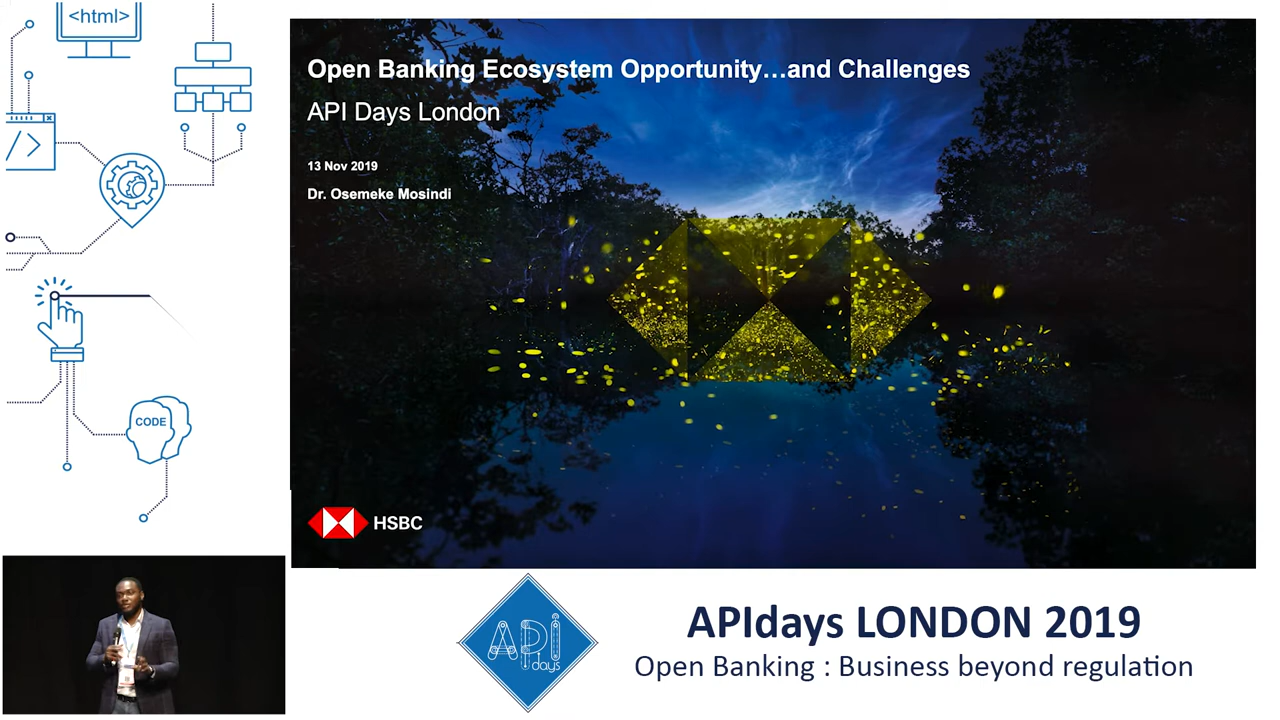 <html>
Open Banking Ecosystem Opportunity…and Challenges
API Days London
13 Nov 2019
Dr. Osemeke Mosindi
</>
CODE
HSBC
API
days
APIdays LONDON 2019
Open Banking : Business beyond regulation